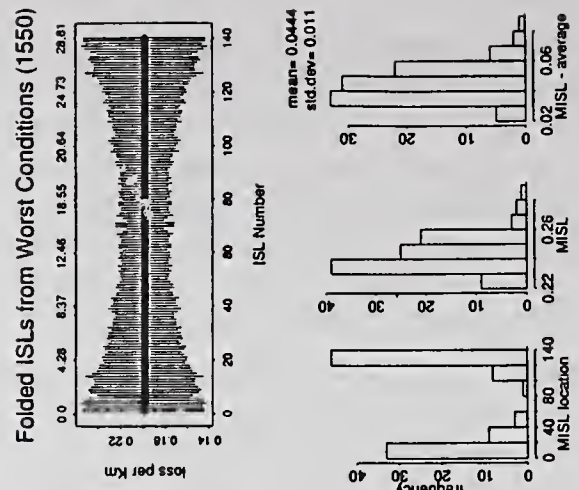 Folded ISLs from Worst Conditions (1550)
0.0 4.28 8.37 12.46 18.55 20.64 24.73 28.81
loss per Km
0.14 0.18 0.22
0 20 40 60 80 100 120 140
ISL Number
frequency
0 10 20 30 40
0 40 80 140
MISL location
0 10 20 30 40
0.22 0.26
MISL
mean= 0.0444
std.dev= 0.011
0 10 20 30
0.02 0.06
MISL - average